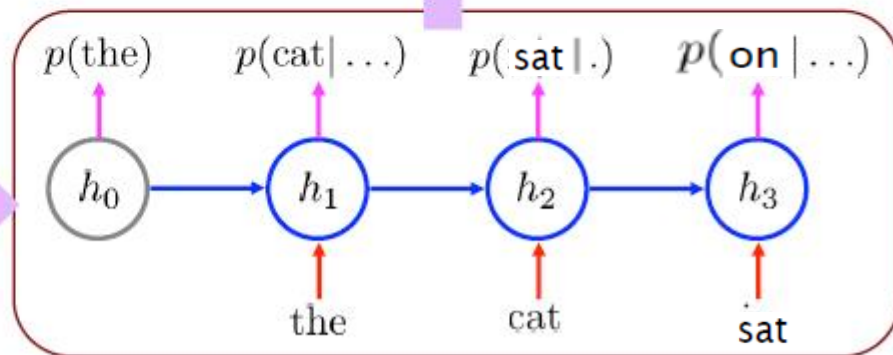 p(the) p(cat| ...) p(sat | .) p(on | ...)
h0 h1 h2 h3
the cat sat